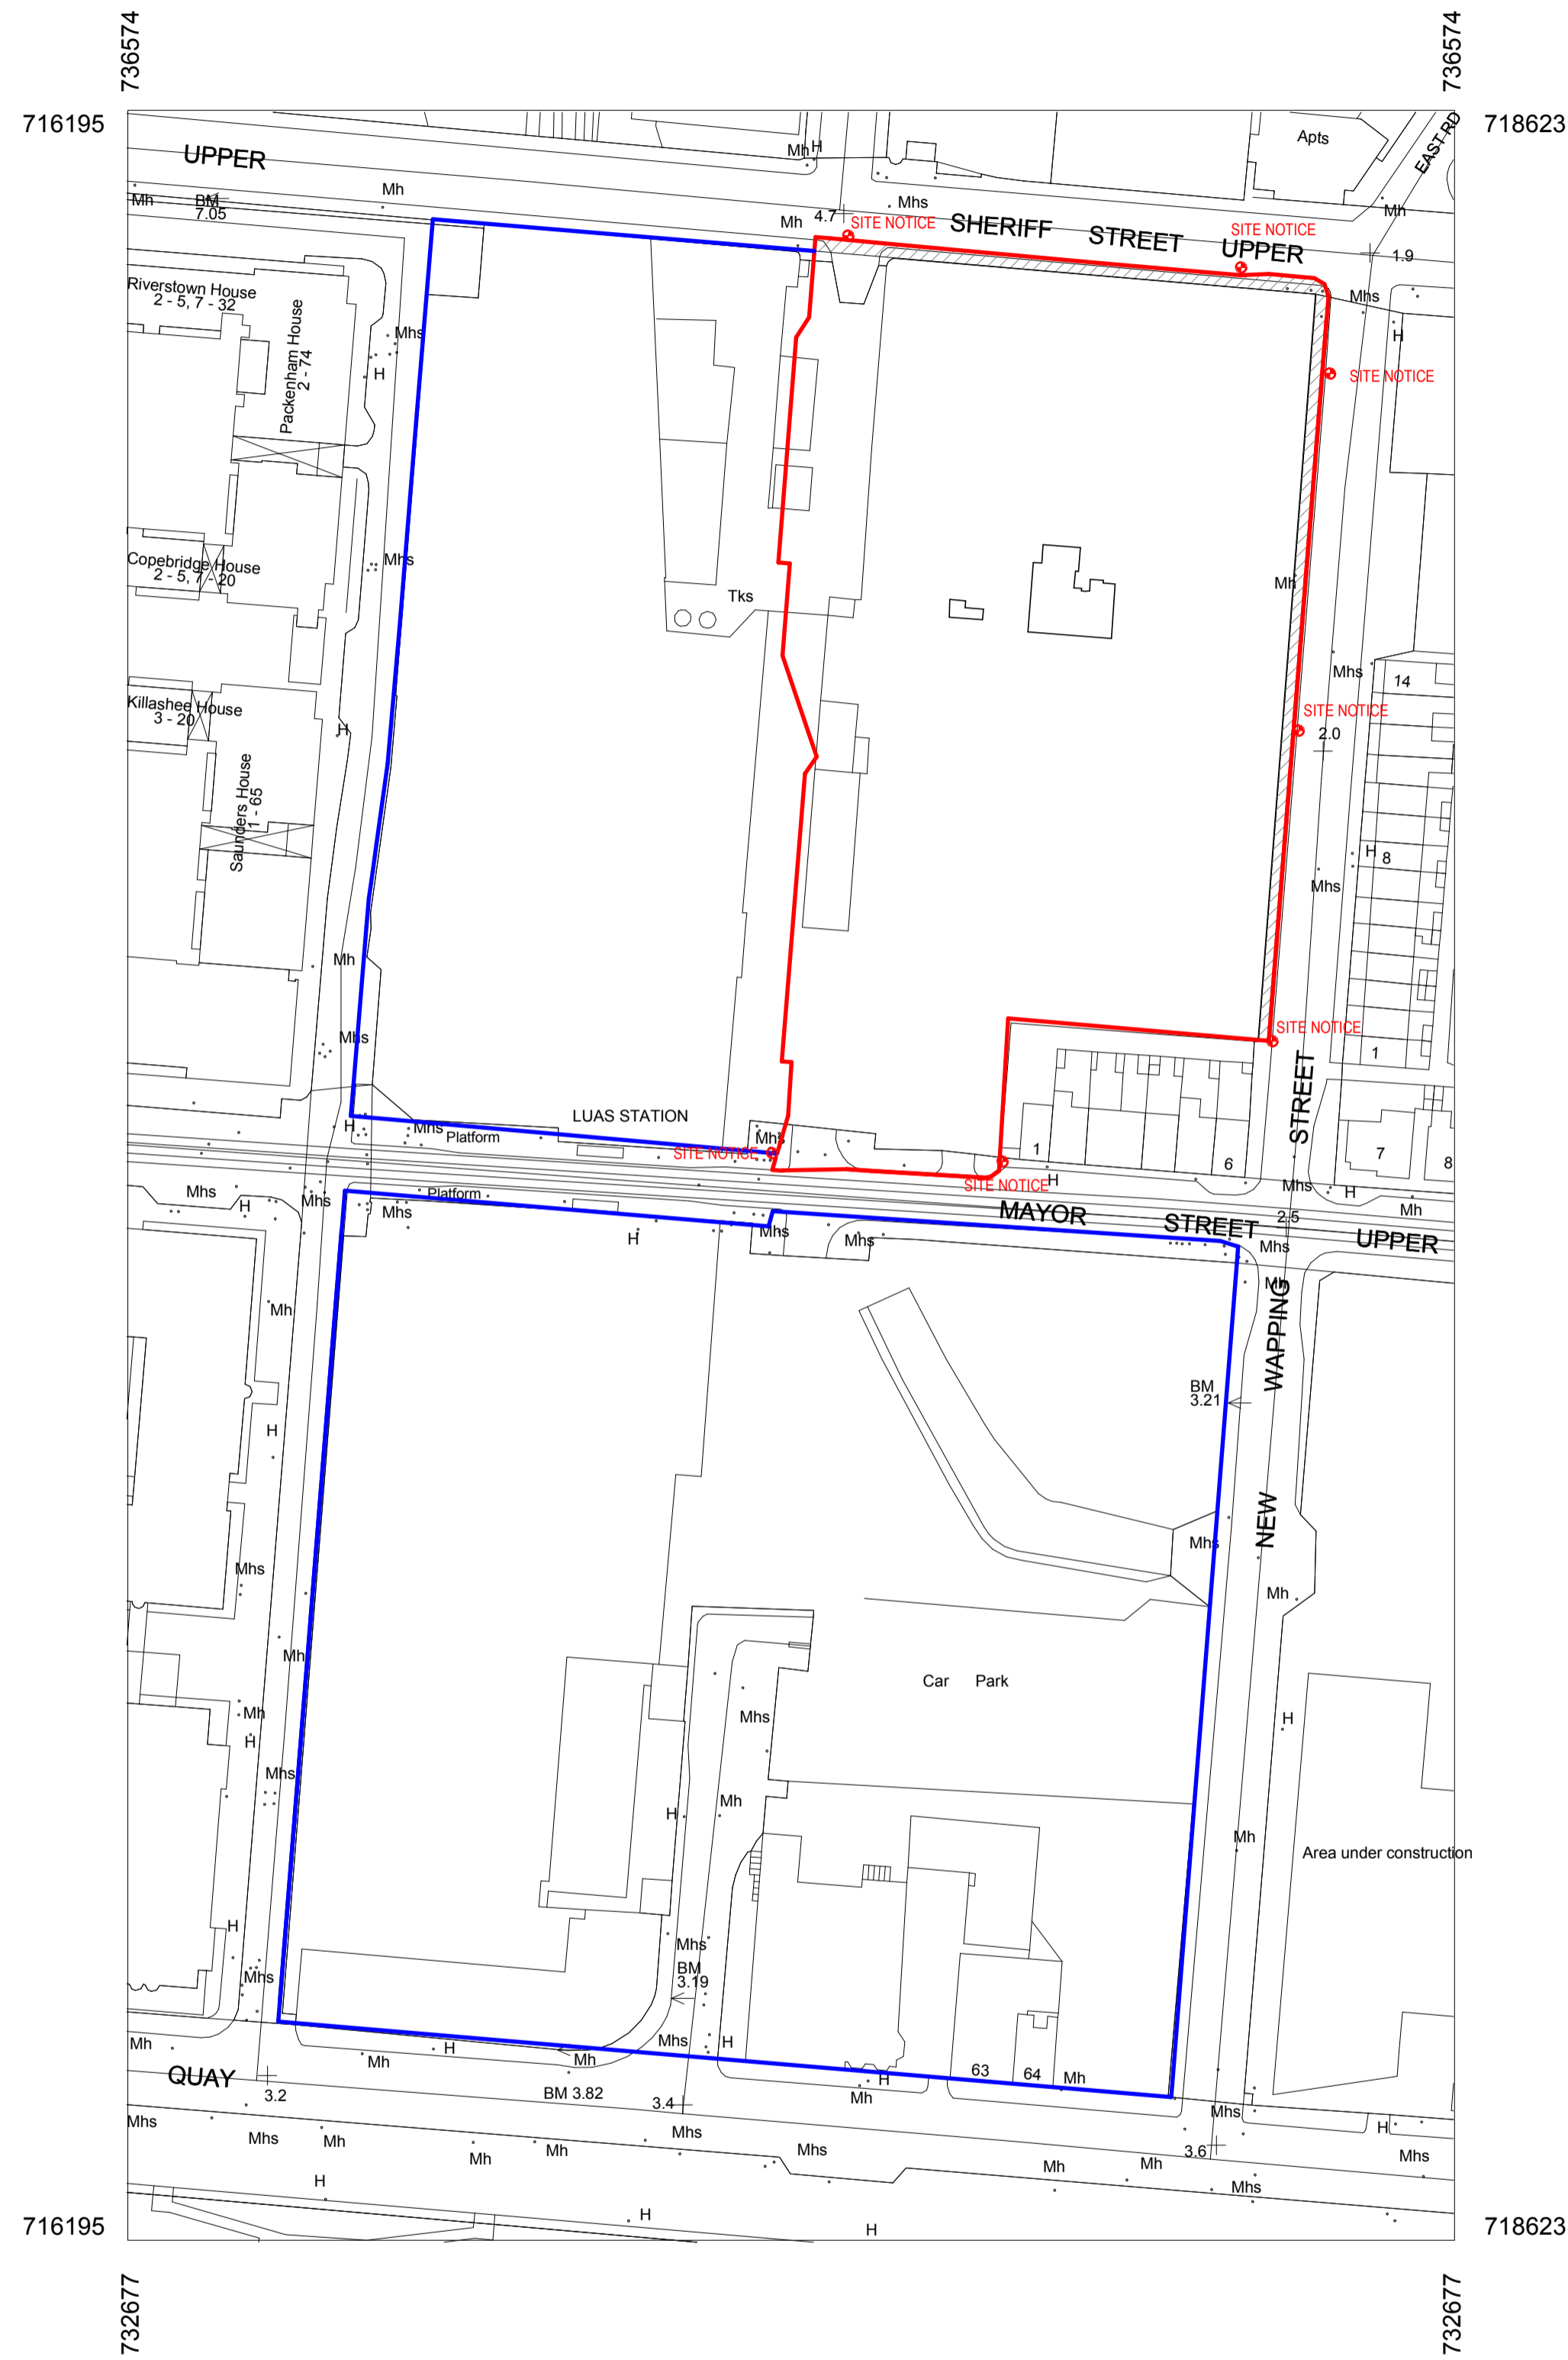 736574
736574
716195
718623
UPPER
Mh
H
Apts
EAST RD
Mh
BM
7.05
Mh
Mhs
Mh
4.7
SITE NOTICE
SHERIFF STREET UPPER
SITE NOTICE
Mh
1.9
Riverstown House
2 - 5, 7 - 32
Packenham House
2 - 74
Mhs
H
Mhs
H
SITE NOTICE
Copebridge House
2 - 5, 7 - 20
Mhs
Tks
Mh
Killashee House
3 - 20
H
Saunders House
1 - 65
Mhs
14
SITE NOTICE
2.0
H
8
Mhs
Mh
Mhs
SITE NOTICE
1
LUAS STATION
H
Mhs
Platform
Mhs
SITE NOTICE
SITE NOTICE
1
H
6
STREET
7
8
Mhs
H
Mhs
H
Mhs
Platform
Mhs
H
Mhs
Mhs
MAYOR STREET UPPER
2.5
Mh
Mhs
Mh
Mh
WAPPING
BM
3.21
H
NEW
Mhs
Mhs
Mh
Mh
Car Park
Mh
H
Mhs
Mhs
H
Mh
H
Mh
Area under construction
H
Mhs
Mhs
BM
3.19
Mh
QUAY
3.2
Mh
H
Mh
Mhs
H
BM 3.82
3.4
H
Mh
63
64
Mh
Mhs
Mhs
Mhs
Mh
Mh
Mh
Mhs
Mhs
Mh
Mh
3.6
Mhs
H
Mhs
H
H
H
716195
718623
732677
732677